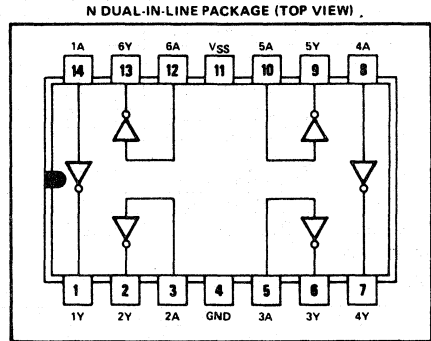 N DUAL-IN-LINE PACKAGE (TOP VIEW)
1A 6Y 6A VSS 5A 5Y 4A
14 13 12 11 10 9 8
1 2 3 4 5 6 7
1Y 2Y 2A GND 3A 3Y 4Y